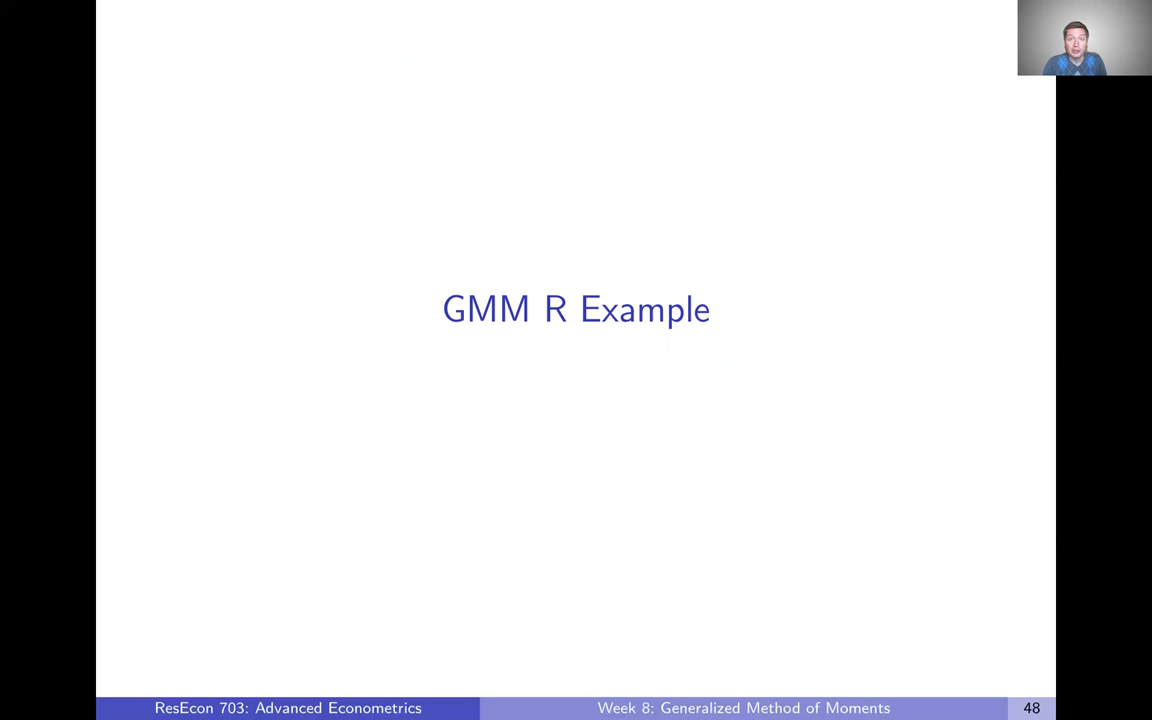 GMM R Example
ResEcon 703: Advanced Econometrics
Week 8: Generalized Method of Moments
48